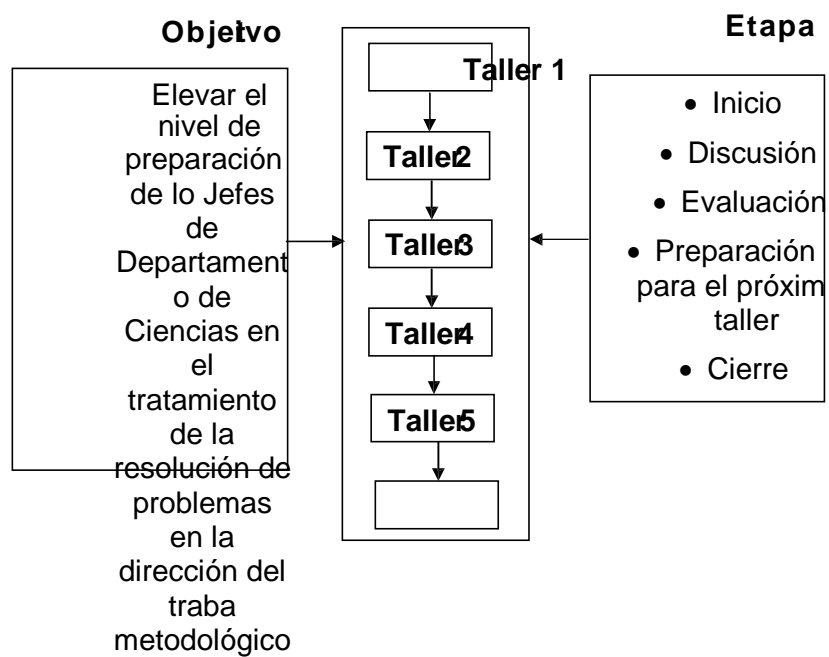 Objetvo
Elevar el
nivel de
preparación
de lo Jefes
de
Departament
o de
Ciencias en
el
tratamiento
de la
resolución de
problemas
en la
dirección del
traba
metodológico
Taller 1
Taller2
Taller3
Taller4
Taller5
Etapa
• Inicio
• Discusión
• Evaluación
• Preparación
para el próxim
taller
• Cierre